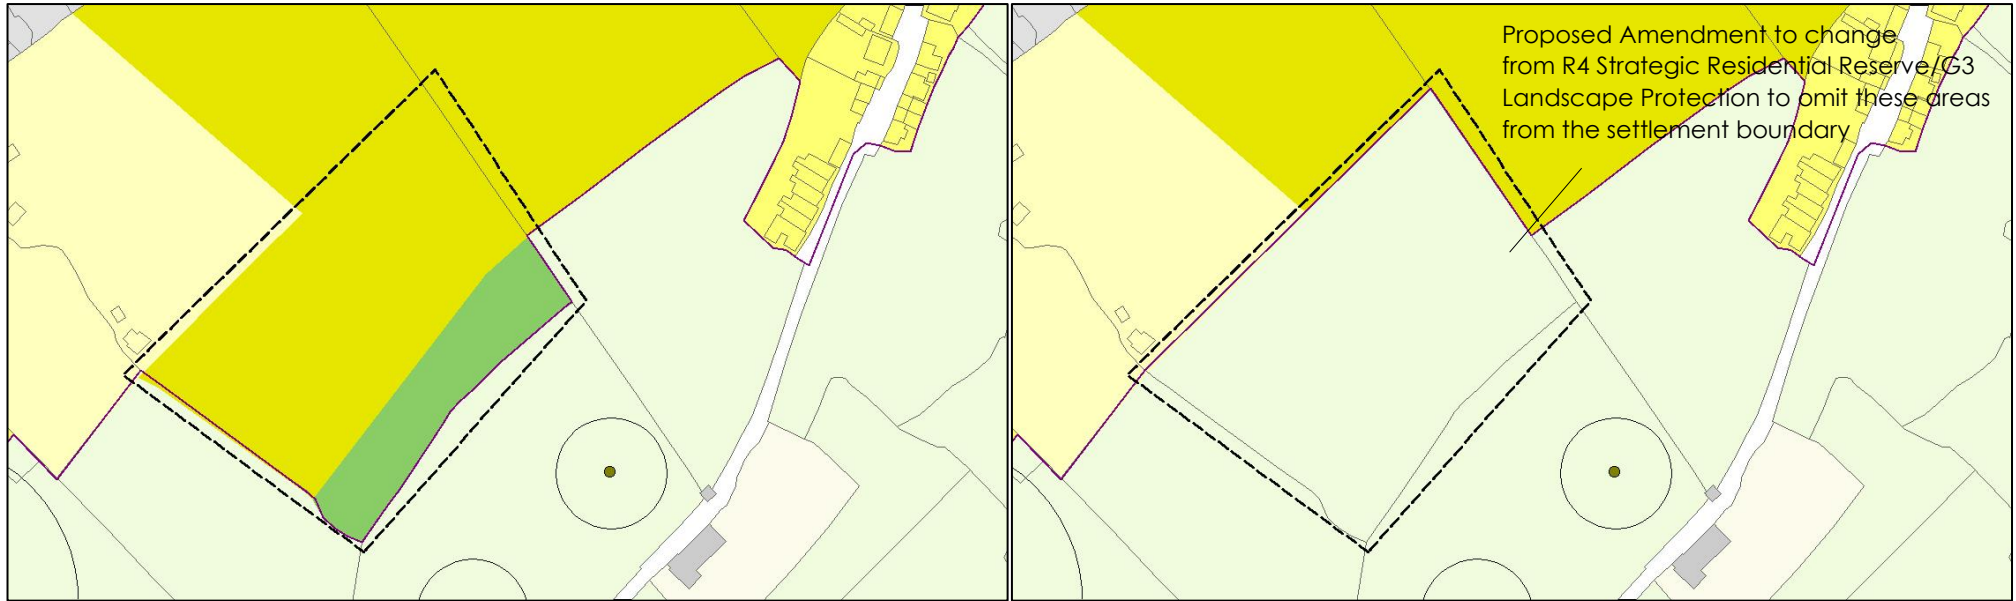 Proposed Amendment to change
from R4 Strategic Residential Reserve/G3
Landscape Protection to omit these areas
from the settlement boundary